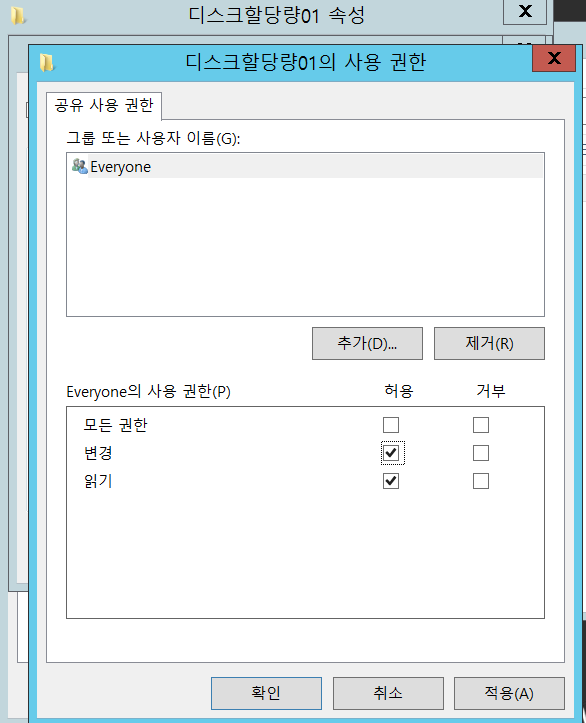 디스크할당량01 속성
디스크할당량01의 사용 권한
공유 사용 권한
그룹 또는 사용자 이름(G):
Everyone
추가(D)... 제거(R)
Everyone의 사용 권한(P) 허용 거부
모든 권한
변경
읽기
확인 취소 적용(A)